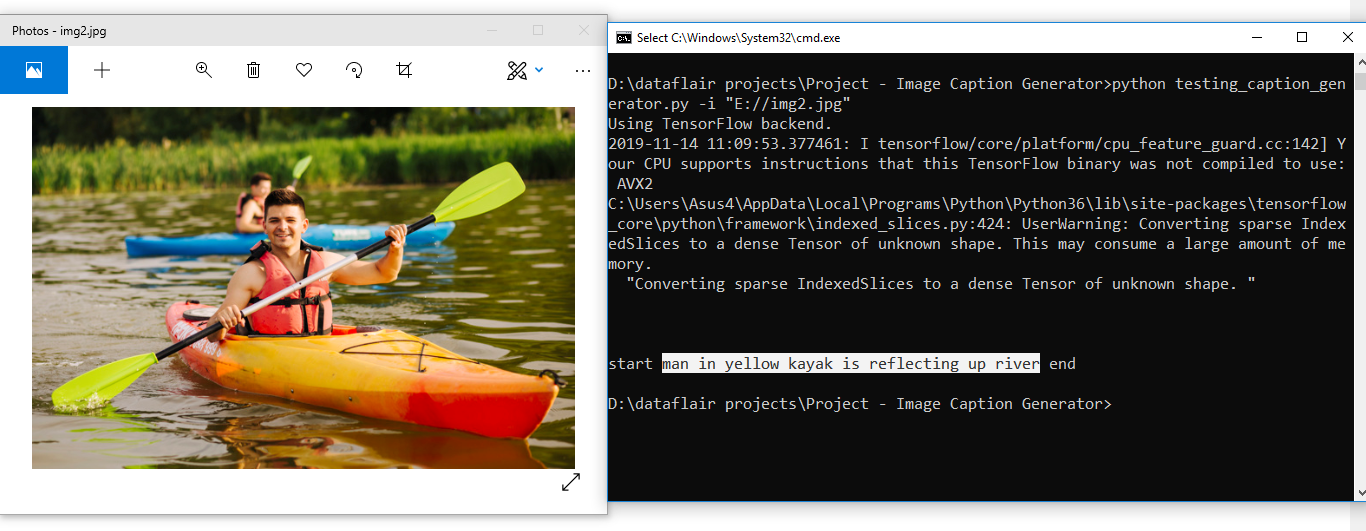 Photos - img2.jpg
Select C:\Windows\System32\cmd.exe
D:\dataflair projects\Project - Image Caption Generator>python testing_caption_gen
erator.py -i "E://img2.jpg"
Using TensorFlow backend.
2019-11-14 11:09:53.377461: I tensorflow/core/platform/cpu_feature_guard.cc:142] Y
our CPU supports instructions that this TensorFlow binary was not compiled to use:
 AVX2
C:\Users\Asus4\AppData\Local\Programs\Python\Python36\lib\site-packages\tensorflow
_core\python\framework\indexed_slices.py:424: UserWarning: Converting sparse Index
edSlices to a dense Tensor of unknown shape. This may consume a large amount of me
mory.
  "Converting sparse IndexedSlices to a dense Tensor of unknown shape. "
start man in yellow kayak is reflecting up river end
D:\dataflair projects\Project - Image Caption Generator>